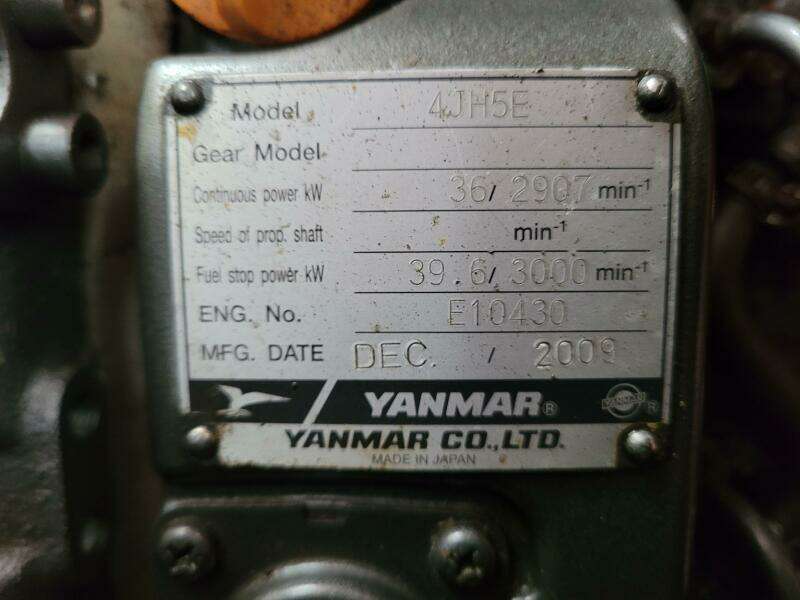 Model 4JH5E
Gear Model
Continuous power kW 36/ 2907 min-1
Speed of prop. shaft min-1
Fuel stop power kW 39.6/ 3000 min-1
ENG. No. E10430
MFG. DATE DEC. / 2009
YANMAR®
YANMAR R
YANMAR CO.,LTD.
MADE IN JAPAN